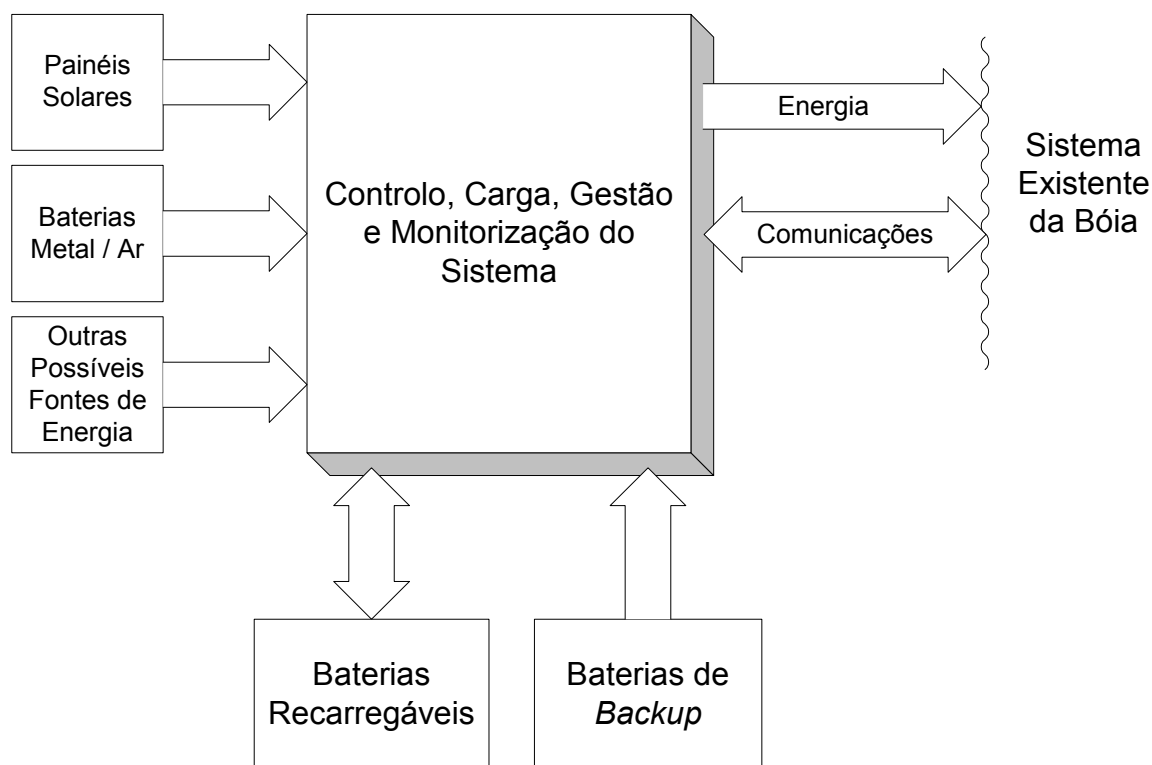 Painéis
Solares
Baterias
Metal / Ar
Outras
Possíveis
Fontes de
Energia
Controlo, Carga, Gestão
e Monitorização do
Sistema
Energia
Comunicações
Sistema
Existente
da Bóia
Baterias
Recarregáveis
Baterias de
Backup